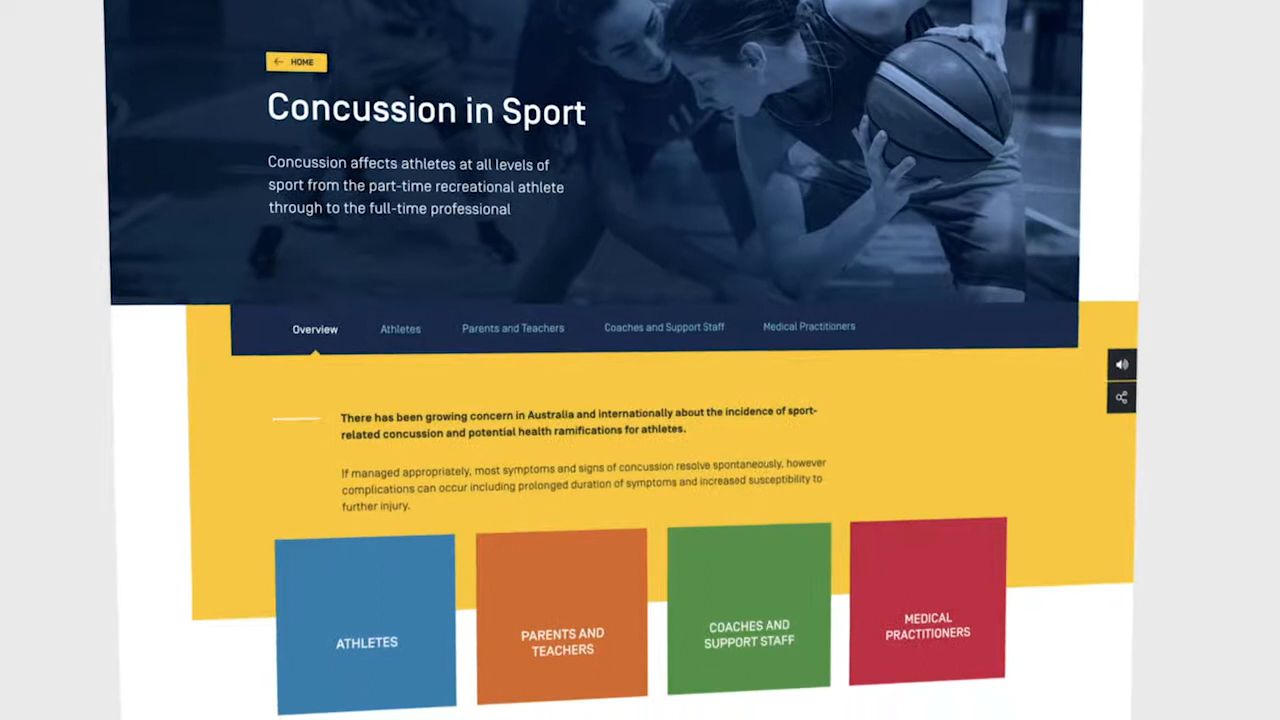 HOME
Concussion in Sport
Concussion affects athletes at all levels of
sport from the part-time recreational athlete
through to the full-time professional
Overview Athletes Parents and Teachers Coaches and Support Staff Medical Practitioners
There has been growing concern in Australia and internationally about the incidence of sport-
related concussion and potential health ramifications for athletes.
If managed appropriately, most symptoms and signs of concussion resolve spontaneously, however
complications can occur including prolonged duration of symptoms and increased susceptibility to
further injury.
ATHLETES
PARENTS AND
TEACHERS
COACHES AND
SUPPORT STAFF
MEDICAL
PRACTITIONERS